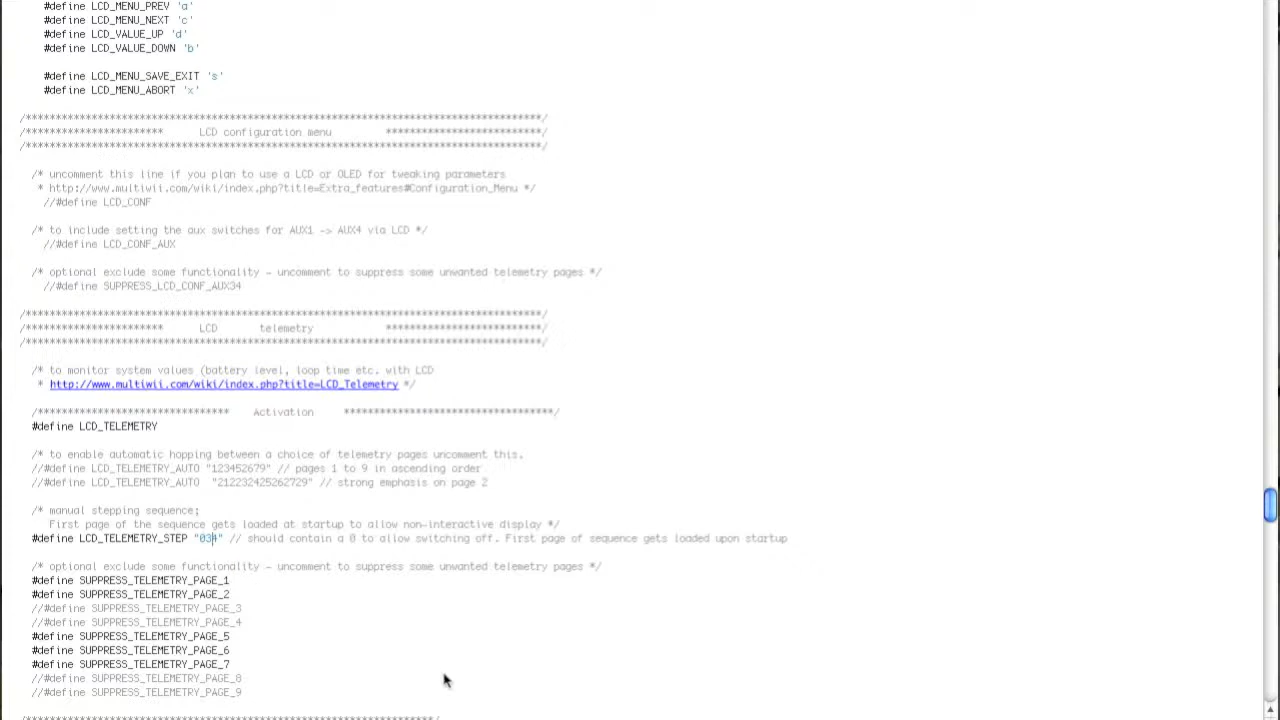 #define LCD_MENU_PREV 'a'
#define LCD_MENU_NEXT 'c'
#define LCD_VALUE_UP 'd'
#define LCD_VALUE_DOWN 'b'
#define LCD_MENU_SAVE_EXIT 's'
#define LCD_MENU_ABORT 'x'
/**************************************************************************************/
/***********************      LCD configuration menu         **************************/
/**************************************************************************************/
/* uncomment this line if you plan to use a LCD or OLED for tweaking parameters
* http://www.multiwii.com/wiki/index.php?title=Extra_features#Configuration_Menu */
//#define LCD_CONF
/* to include setting the aux switches for AUX1 -> AUX4 via LCD */
//#define LCD_CONF_AUX
/* optional exclude some functionality - uncomment to suppress some unwanted telemetry pages */
//#define SUPPRESS_LCD_CONF_AUX34
/**************************************************************************************/
/***********************      LCD       telemetry            **************************/
/**************************************************************************************/
/* to monitor system values (battery level, loop time etc. with LCD
* http://www.multiwii.com/wiki/index.php?title=LCD_Telemetry */
/********************************    Activation     ***********************************/
#define LCD_TELEMETRY
/* to enable automatic hopping between a choice of telemetry pages uncomment this.
//#define LCD_TELEMETRY_AUTO "123452679" // pages 1 to 9 in ascending order
//#define LCD_TELEMETRY_AUTO  "212232425262729" // strong emphasis on page 2
/* manual stepping sequence;
First page of the sequence gets loaded at startup to allow non-interactive display */
#define LCD_TELEMETRY_STEP "034" // should contain a 0 to allow switching off. First page of sequence gets loaded upon startup
/* optional exclude some functionality - uncomment to suppress some unwanted telemetry pages */
#define SUPPRESS_TELEMETRY_PAGE_1
#define SUPPRESS_TELEMETRY_PAGE_2
//#define SUPPRESS_TELEMETRY_PAGE_3
//#define SUPPRESS_TELEMETRY_PAGE_4
#define SUPPRESS_TELEMETRY_PAGE_5
#define SUPPRESS_TELEMETRY_PAGE_6
#define SUPPRESS_TELEMETRY_PAGE_7
//#define SUPPRESS_TELEMETRY_PAGE_8
//#define SUPPRESS_TELEMETRY_PAGE_9
/********************************************************************/